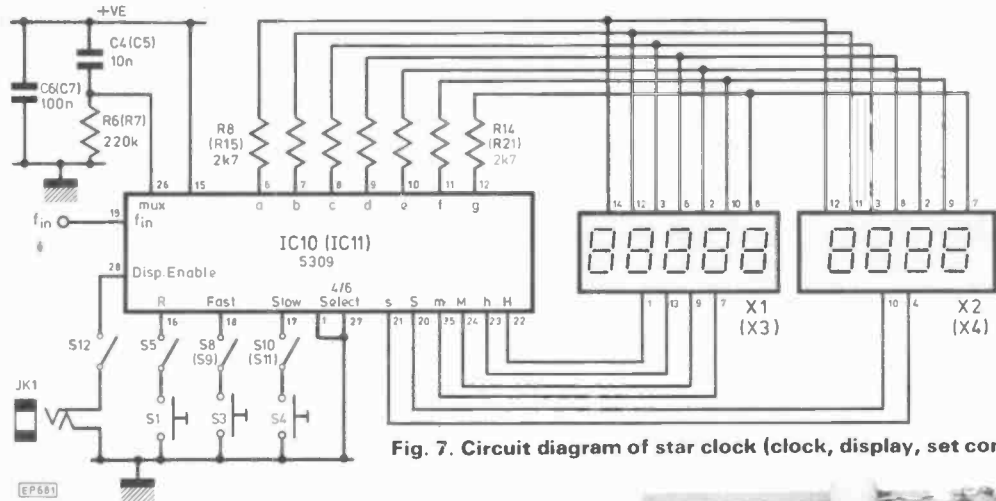 +VE
C4(C5)
10n
C6(C7)
100n
R6(R7)
220k
R8
(R15)
2k7
R14
(R21)
2k7
26 15 6 7 8 9 10 11 12
mux a b c d e f g
f in 19 f in
IC10 (IC11)
5309
28 Disp. Enable
4/6
R Fast Slow Select s S m M h H
16 18 17 1 27 21 20 25 24 23 22
14 12 3 6 2 10 8
12 11 3 8 2 9 7
1 13 9 7
10 4
X1
(X3)
X2
(X4)
S12
S5
S8
(S9)
S10
(S11)
JK1
S1
S3
S4
Fig. 7. Circuit diagram of star clock (clock, display, set con
EP681